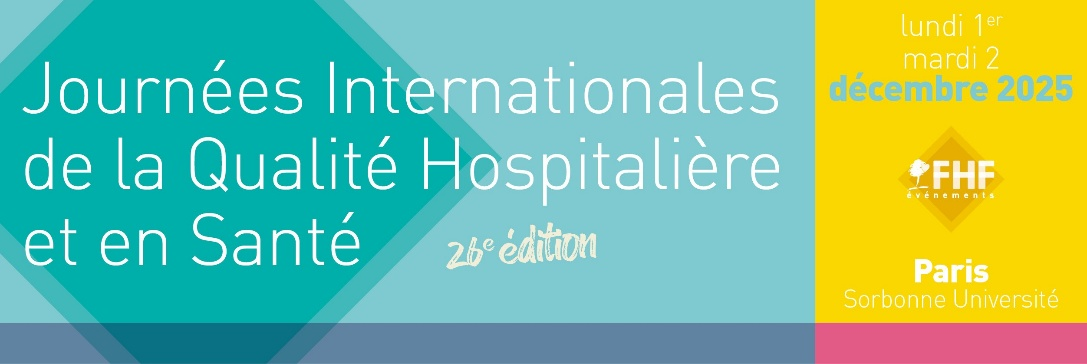 Journées Internationales
de la Qualité Hospitalière
et en Santé
26e édition
lundi 1er
mardi 2
décembre 2025
FHF
événements
Paris
Sorbonne Université